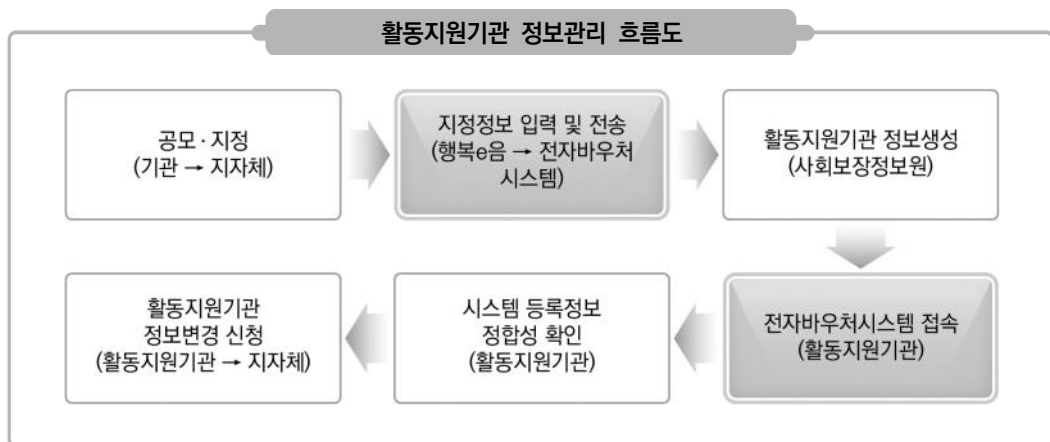 활동지원기관 정보관리 흐름도
공모·지정
(기관 → 지자체)
지정정보 입력 및 전송
(행복e음 → 전자바우처
시스템)
활동지원기관 정보생성
(사회보장정보원)
전자바우처시스템 접속
(활동지원기관)
시스템 등록정보
정합성 확인
(활동지원기관)
활동지원기관
정보변경 신청
(활동지원기관 → 지자체)